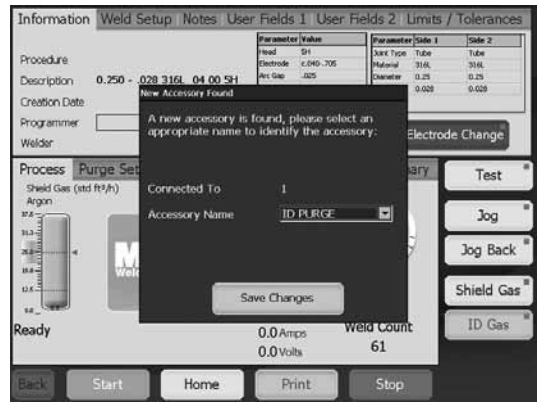 Information Weld Setup Notes User Fields 1 User Fields 2 Limits / Tolerances
Parameter Value
Head 5H
Electrode c.040-.705
Arc Gap .025
Parameter Side 1 Side 2
Joint Type Tube Tube
Material 316L 316L
Diameter 0.25 0.25
0.028 0.028
Procedure
Description 0.250 - .028 316L 04 00 5H
Creation Date
Programmer
Welder
Electrode Change
New Accessory Found
A new accessory is found, please select an
appropriate name to identify the accessory:
Connected To 1
Accessory Name ID PURGE
Save Changes
Process Purge Set
Shield Gas (std ft³/h)
Argon
Ready
0.0 Amps
0.0 Volts
Weld Count
61
Test
Jog
Jog Back
Shield Gas
ID Gas
Back Start Home Print Stop